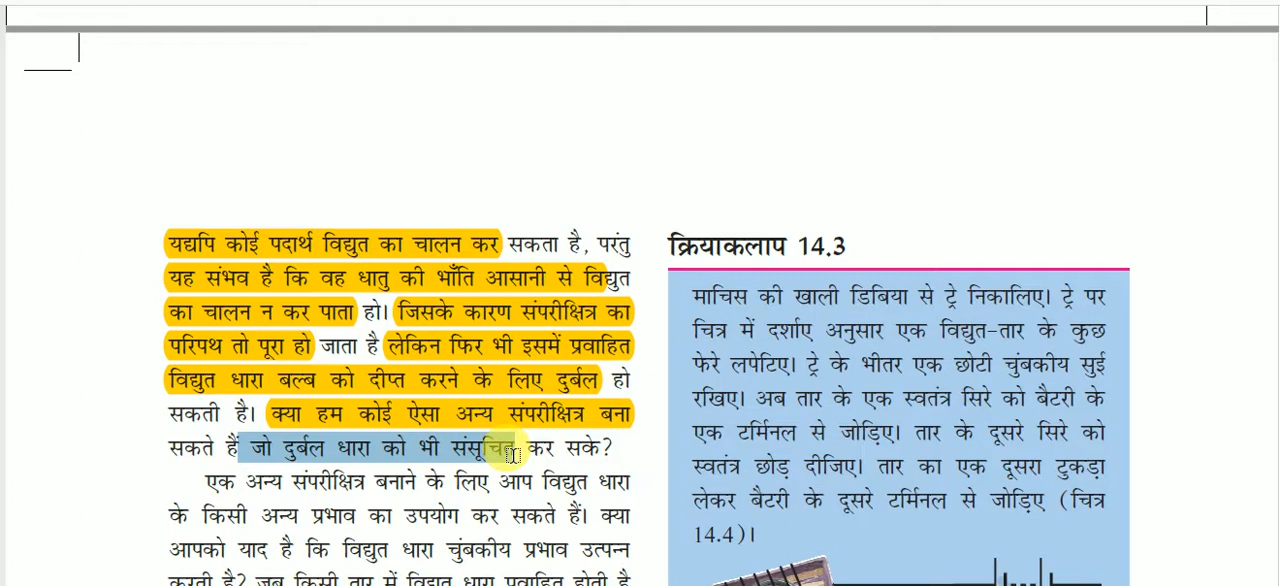 यद्यपि कोई पदार्थ विद्युत का चालन कर सकता है, परंतु
यह संभव है कि वह धातु की भाँति आसानी से विद्युत
का चालन न कर पाता हो। जिसके कारण संपरीक्षित्र का
परिपथ तो पूरा हो जाता है लेकिन फिर भी इसमें प्रवाहित
विद्युत धारा बल्ब को दीप्त करने के लिए दुर्बल हो
सकती है। क्या हम कोई ऐसा अन्य संपरीक्षित्र बना
सकते हैं जो दुर्बल धारा को भी संसूचित कर सके?
एक अन्य संपरीक्षित्र बनाने के लिए आप विद्युत धारा
के किसी अन्य प्रभाव का उपयोग कर सकते हैं। क्या
आपको याद है कि विद्युत धारा चुंबकीय प्रभाव उत्पन्न
करती है? जब किसी तार में विद्युत धारा प्रवाहित होती है
क्रियाकलाप 14.3
माचिस की खाली डिबिया से ट्रे निकालिए। ट्रे पर
चित्र में दर्शाए अनुसार एक विद्युत-तार के कुछ
फेरे लपेटिए। ट्रे के भीतर एक छोटी चुंबकीय सुई
रखिए। अब तार के एक स्वतंत्र सिरे को बैटरी के
एक टर्मिनल से जोड़िए। तार के दूसरे सिरे को
स्वतंत्र छोड़ दीजिए। तार का एक दूसरा टुकड़ा
लेकर बैटरी के दूसरे टर्मिनल से जोड़िए (चित्र
14.4)।